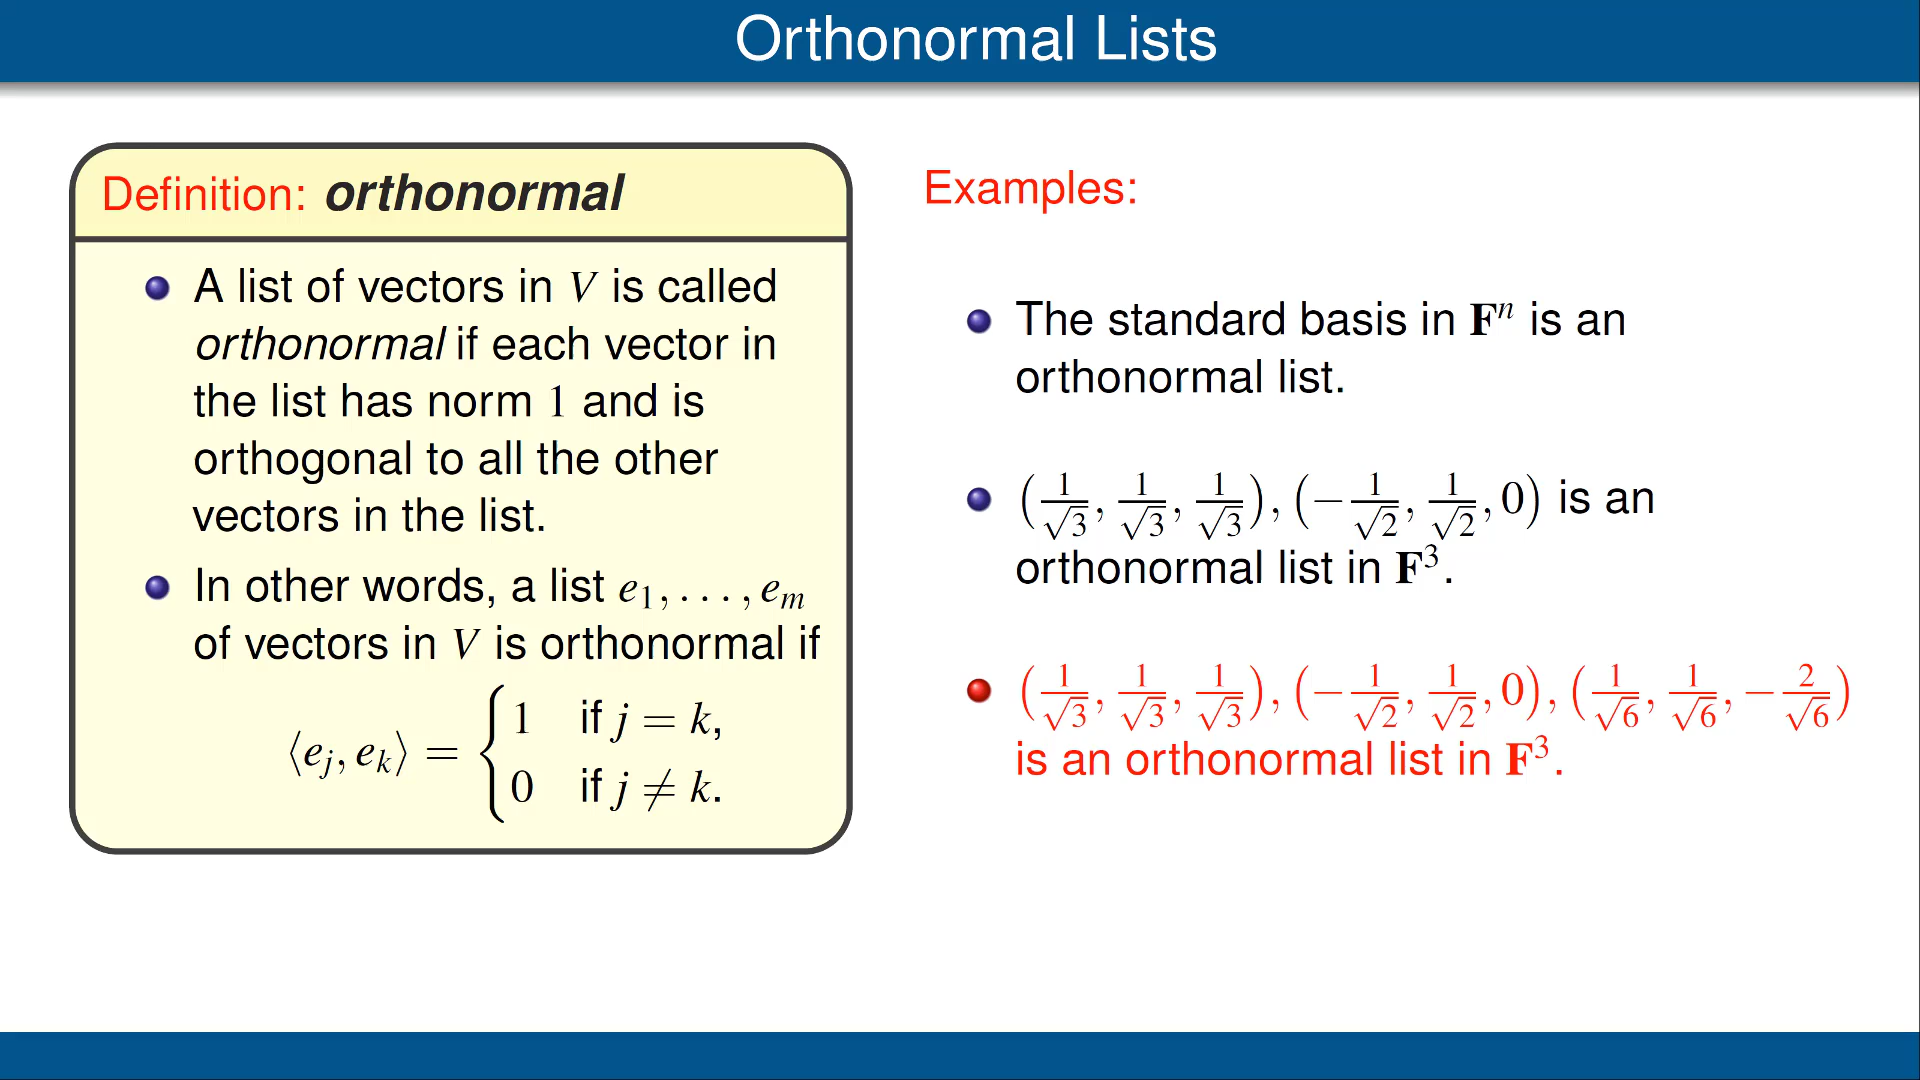 Orthonormal Lists
Definition: orthonormal
A list of vectors in V is called
orthonormal if each vector in
the list has norm 1 and is
orthogonal to all the other
vectors in the list.
In other words, a list e₁, . . . , eₘ
of vectors in V is orthonormal if
⟨eⱼ, eₖ⟩ = { 1 if j = k,
0 if j ≠ k.
Examples:
The standard basis in Fⁿ is an
orthonormal list.
(1/√3, 1/√3, 1/√3), (−1/√2, 1/√2, 0) is an
orthonormal list in F³.
(1/√3, 1/√3, 1/√3), (−1/√2, 1/√2, 0), (1/√6, 1/√6, −2/√6)
is an orthonormal list in F³.